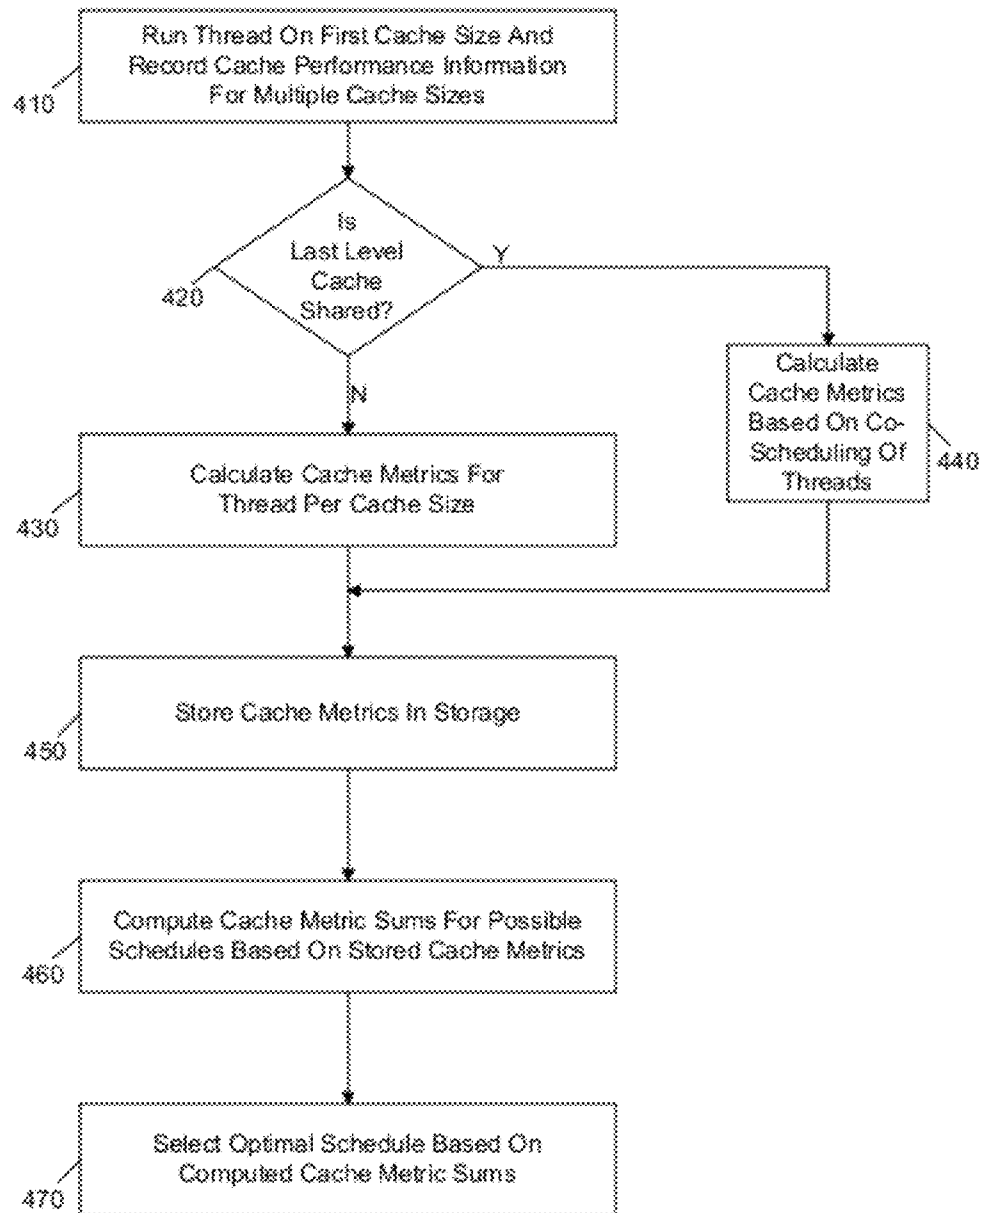 Run Thread On First Cache Size And
Record Cache Performance Information
For Multiple Cache Sizes
410
Is
Last Level
Cache
Shared?
420
Y
N
Calculate
Cache Metrics
Based On Co-
Scheduling Of
Threads
440
Calculate Cache Metrics For
Thread Per Cache Size
430
Store Cache Metrics In Storage
450
Compute Cache Metric Sums For Possible
Schedules Based On Stored Cache Metrics
460
Select Optimal Schedule Based On
Computed Cache Metric Sums
470